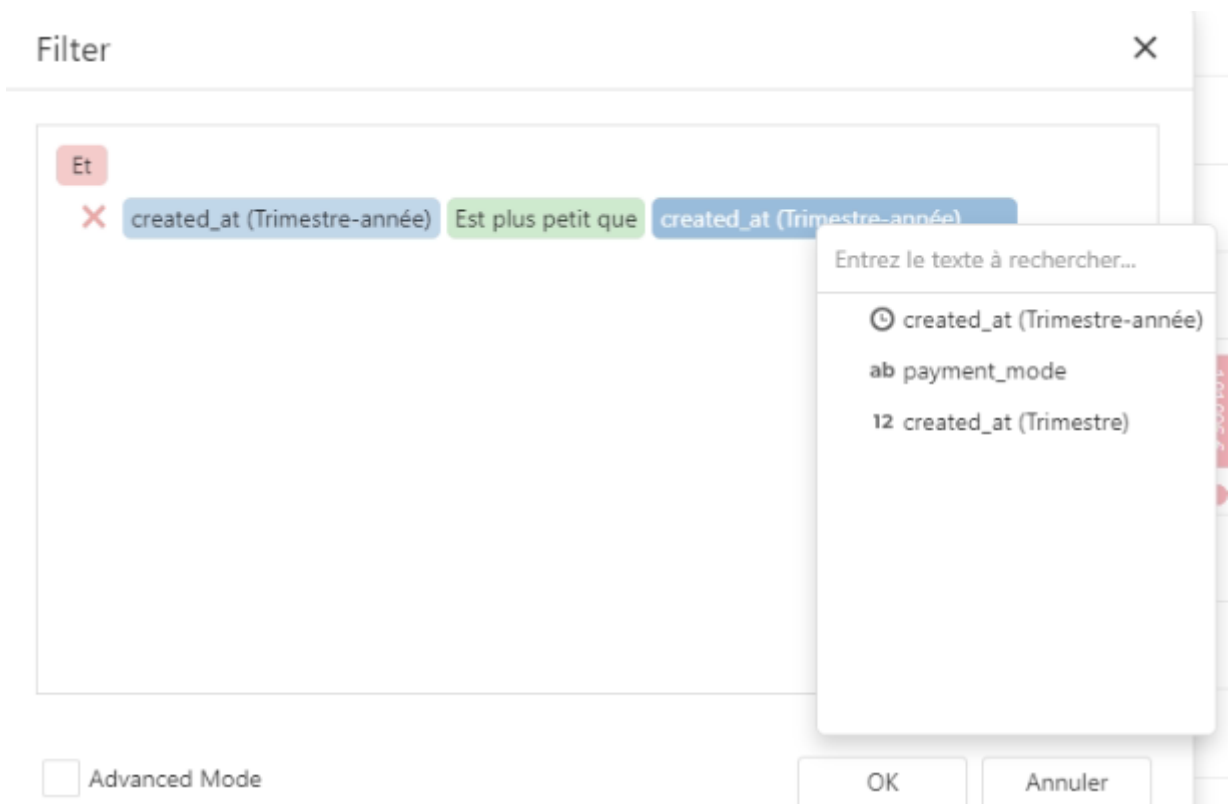 Filter
Et
created_at (Trimestre-année) Est plus petit que created_at (Trimestre-année)
Entrez le texte à rechercher...
created_at (Trimestre-année)
ab payment_mode
12 created_at (Trimestre)
Advanced Mode
OK Annuler